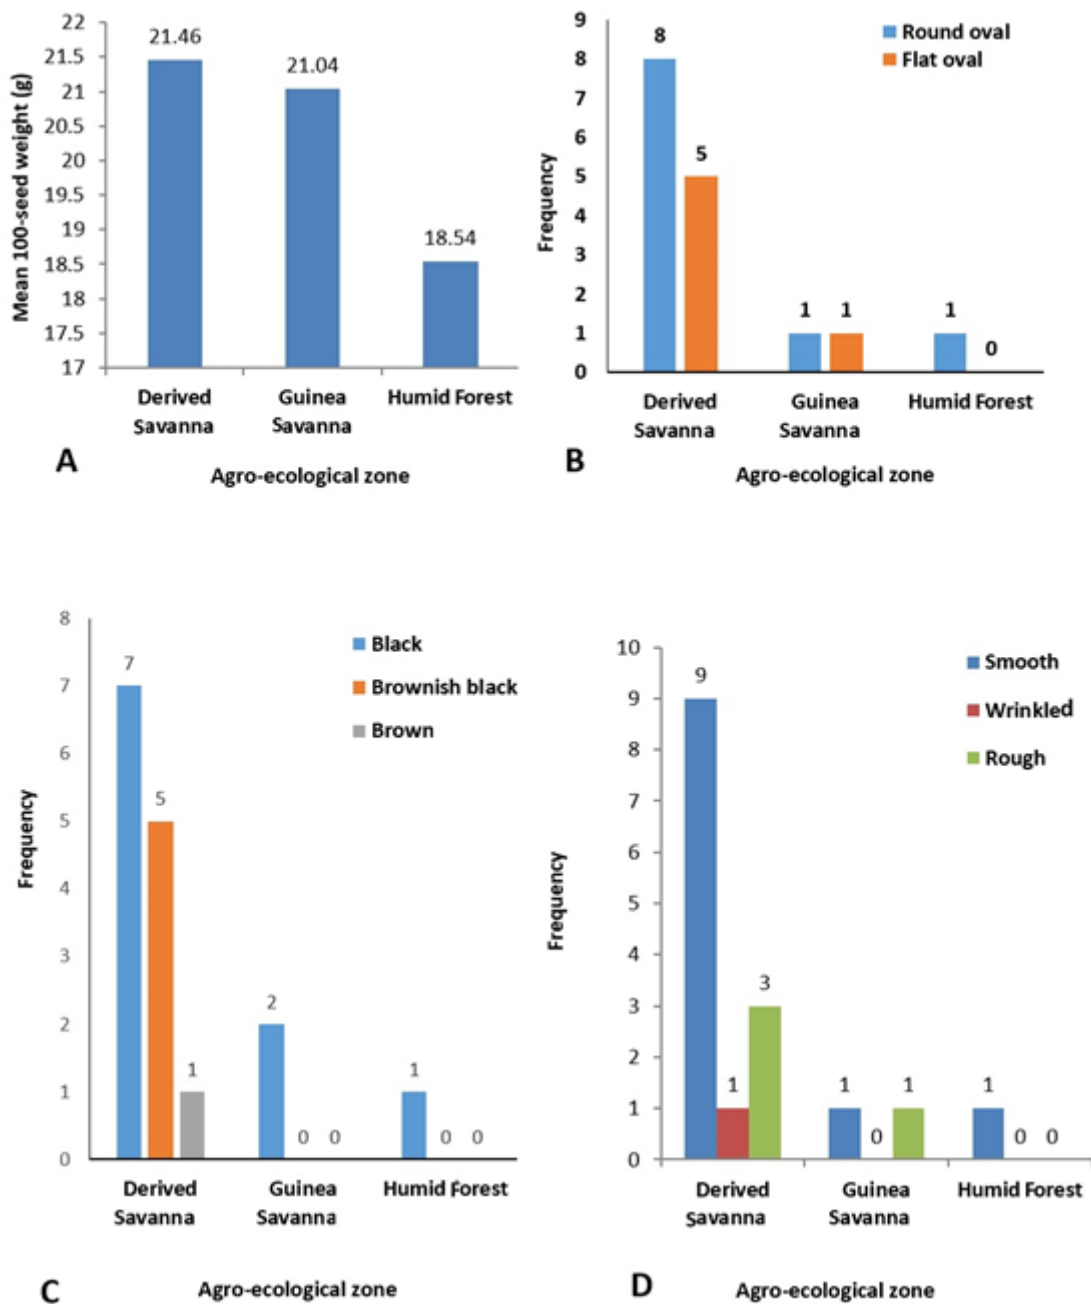 22
21.5
21
20.5
20
19.5
19
18.5
18
17.5
17
Mean 100-seed weight (g)
21.46
21.04
18.54
Derived Savanna
Guinea Savanna
Humid Forest
A
Agro-ecological zone
9
8
7
6
5
4
3
2
1
0
Frequency
Round oval
Flat oval
8
5
1
1
1
0
Derived Savanna
Guinea Savanna
Humid Forest
B
Agro-ecological zone
8
7
6
5
4
3
2
1
0
Frequency
Black
Brownish black
Brown
7
5
1
2
0
0
1
0
0
Derived Savanna
Guinea Savanna
Humid Forest
C
Agro-ecological zone
10
9
8
7
6
5
4
3
2
1
0
Frequency
Smooth
Wrinkled
Rough
9
1
3
1
0
1
1
0
0
Derived Savanna
Guinea Savanna
Humid Forest
D
Agro-ecological zone